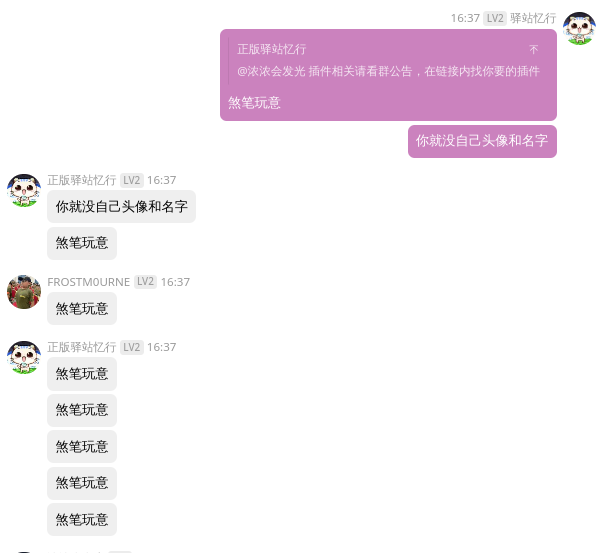 16:37 LV2 驿站忆行
正版驿站忆行
@浓浓会发光 插件相关请看群公告，在链接内找你要的插件
煞笔玩意
你就没自己头像和名字
正版驿站忆行 LV2 16:37
你就没自己头像和名字
煞笔玩意
FROSTM0URNE LV2 16:37
煞笔玩意
正版驿站忆行 LV2 16:37
煞笔玩意
煞笔玩意
煞笔玩意
煞笔玩意
煞笔玩意